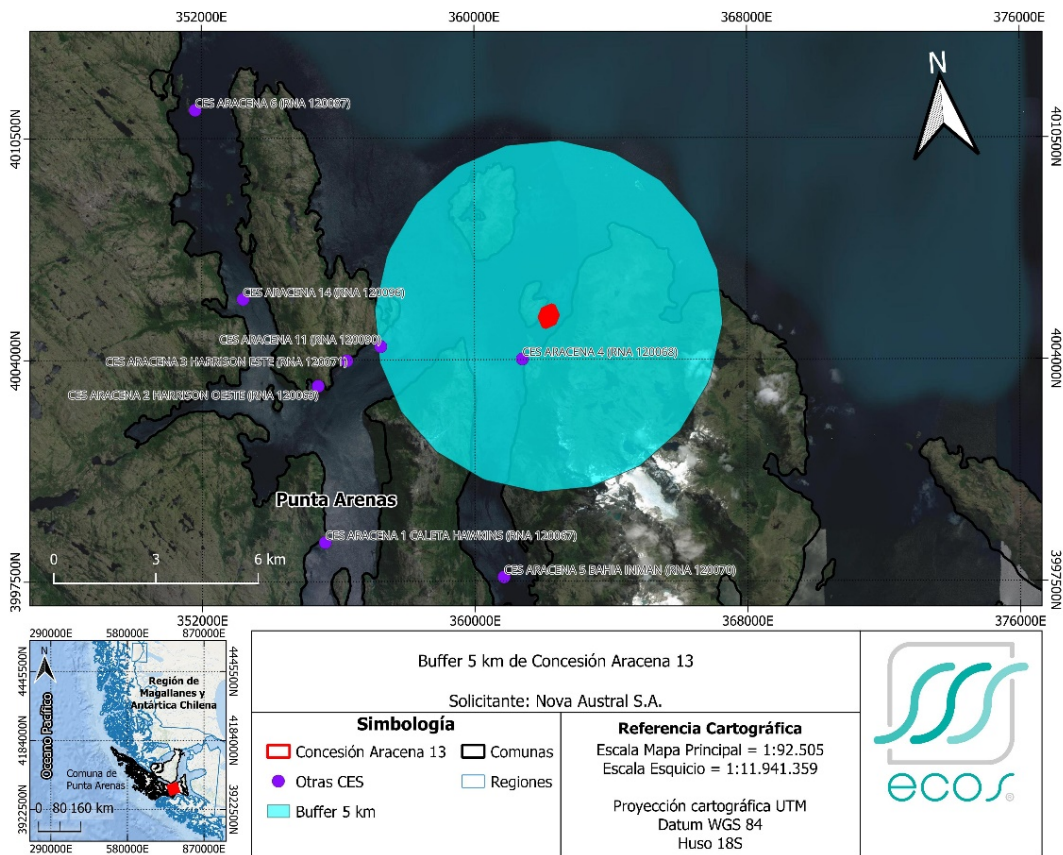 352000E 360000E 368000E 376000E
N
CES ARACENA 6 (RNA 120087)
4010500N 4010500N
CES ARACENA 14 (RNA 120096)
CES ARACENA 11 (RNA 120090)
CES ARACENA 3 HARRISON ESTE (RNA 120071)
CES ARACENA 4 (RNA 120068)
4004000N 4004000N
CES ARACENA 2 HARRISON OESTE (RNA 120069)
Punta Arenas
CES ARACENA 1 CALETA HAWKINS (RNA 120067)
0 3 6 km
CES ARACENA 5 BAHIA INMAN (RNA 120070)
3997500N 3997500N
352000E 360000E 368000E 376000E
290000E 580000E 870000E
N
4445500N
Región de
Magallanes y
Antártica Chilena
Oceano Pacífico
4184000N
Comuna de
Punta Arenas
0 80 160 km
3922500N
290000E 580000E 870000E
Buffer 5 km de Concesión Aracena 13
Solicitante: Nova Austral S.A.
Simbología
Concesión Aracena 13
Comunas
Otras CES
Regiones
Buffer 5 km
Referencia Cartográfica
Escala Mapa Principal = 1:92.505
Escala Esquicio = 1:11.941.359
Proyección cartográfica UTM
Datum WGS 84
Huso 18S
ecos®